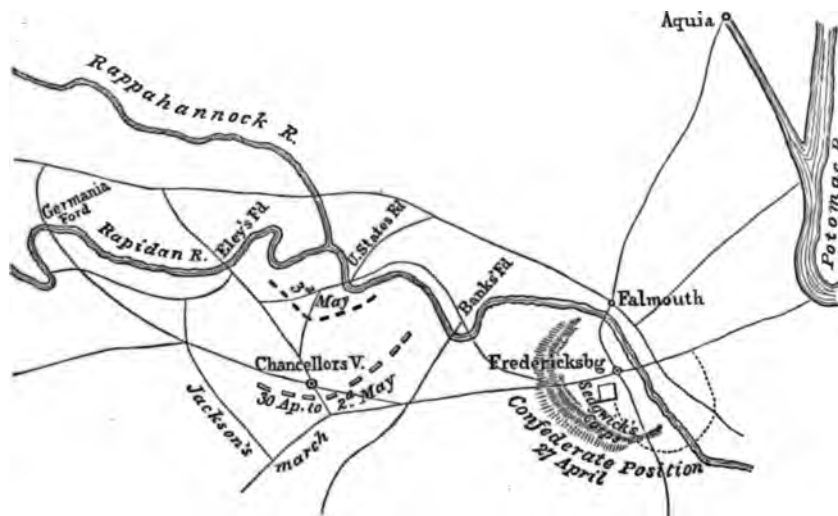 Aquia
Rappahannock R.
Potomac R.
Germania
Ford
Rapidan R.
Eley's Fd.
U. States Fd
3d. May
Banks' Fd.
Falmouth
Chancellors V.
Fredericksbg
30 Ap. to 2d. May
Sedgwick's
Corps
Jackson's
march
Confederate Position
27 April